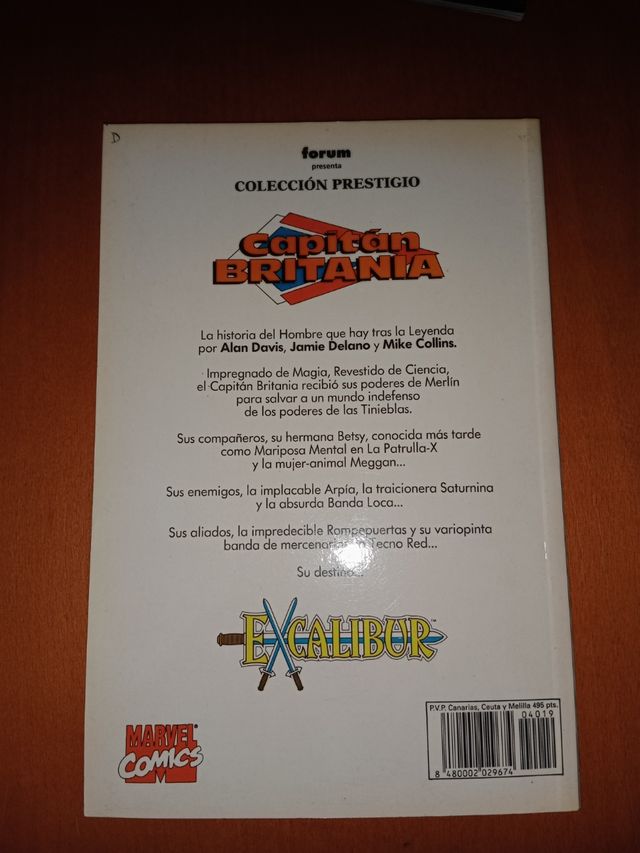 D
forum
presenta
COLECCIÓN PRESTIGIO
Capitán
BRITANIA
La historia del Hombre que hay tras la Leyenda
por Alan Davis, Jamie Delano y Mike Collins.
Impregnado de Magia, Revestido de Ciencia,
el Capitán Britania recibió sus poderes de Merlín
para salvar a un mundo indefenso
de los poderes de las Tinieblas.
Sus compañeros, su hermana Betsy, conocida más tarde
como Mariposa Mental en La Patrulla-X
y la mujer-animal Meggan...
Sus enemigos, la implacable Arpía, la traicionera Saturnina
y la absurda Banda Loca...
Sus aliados, la impredecible Rompepuertas y su variopinta
banda de mercenarios, Tecno Red...
Su destino...
EXCALIBUR™
MARVEL®
COMICS
P.V.P. Canarias, Ceuta y Melilla 495 pts.
04019
8 480002 029674